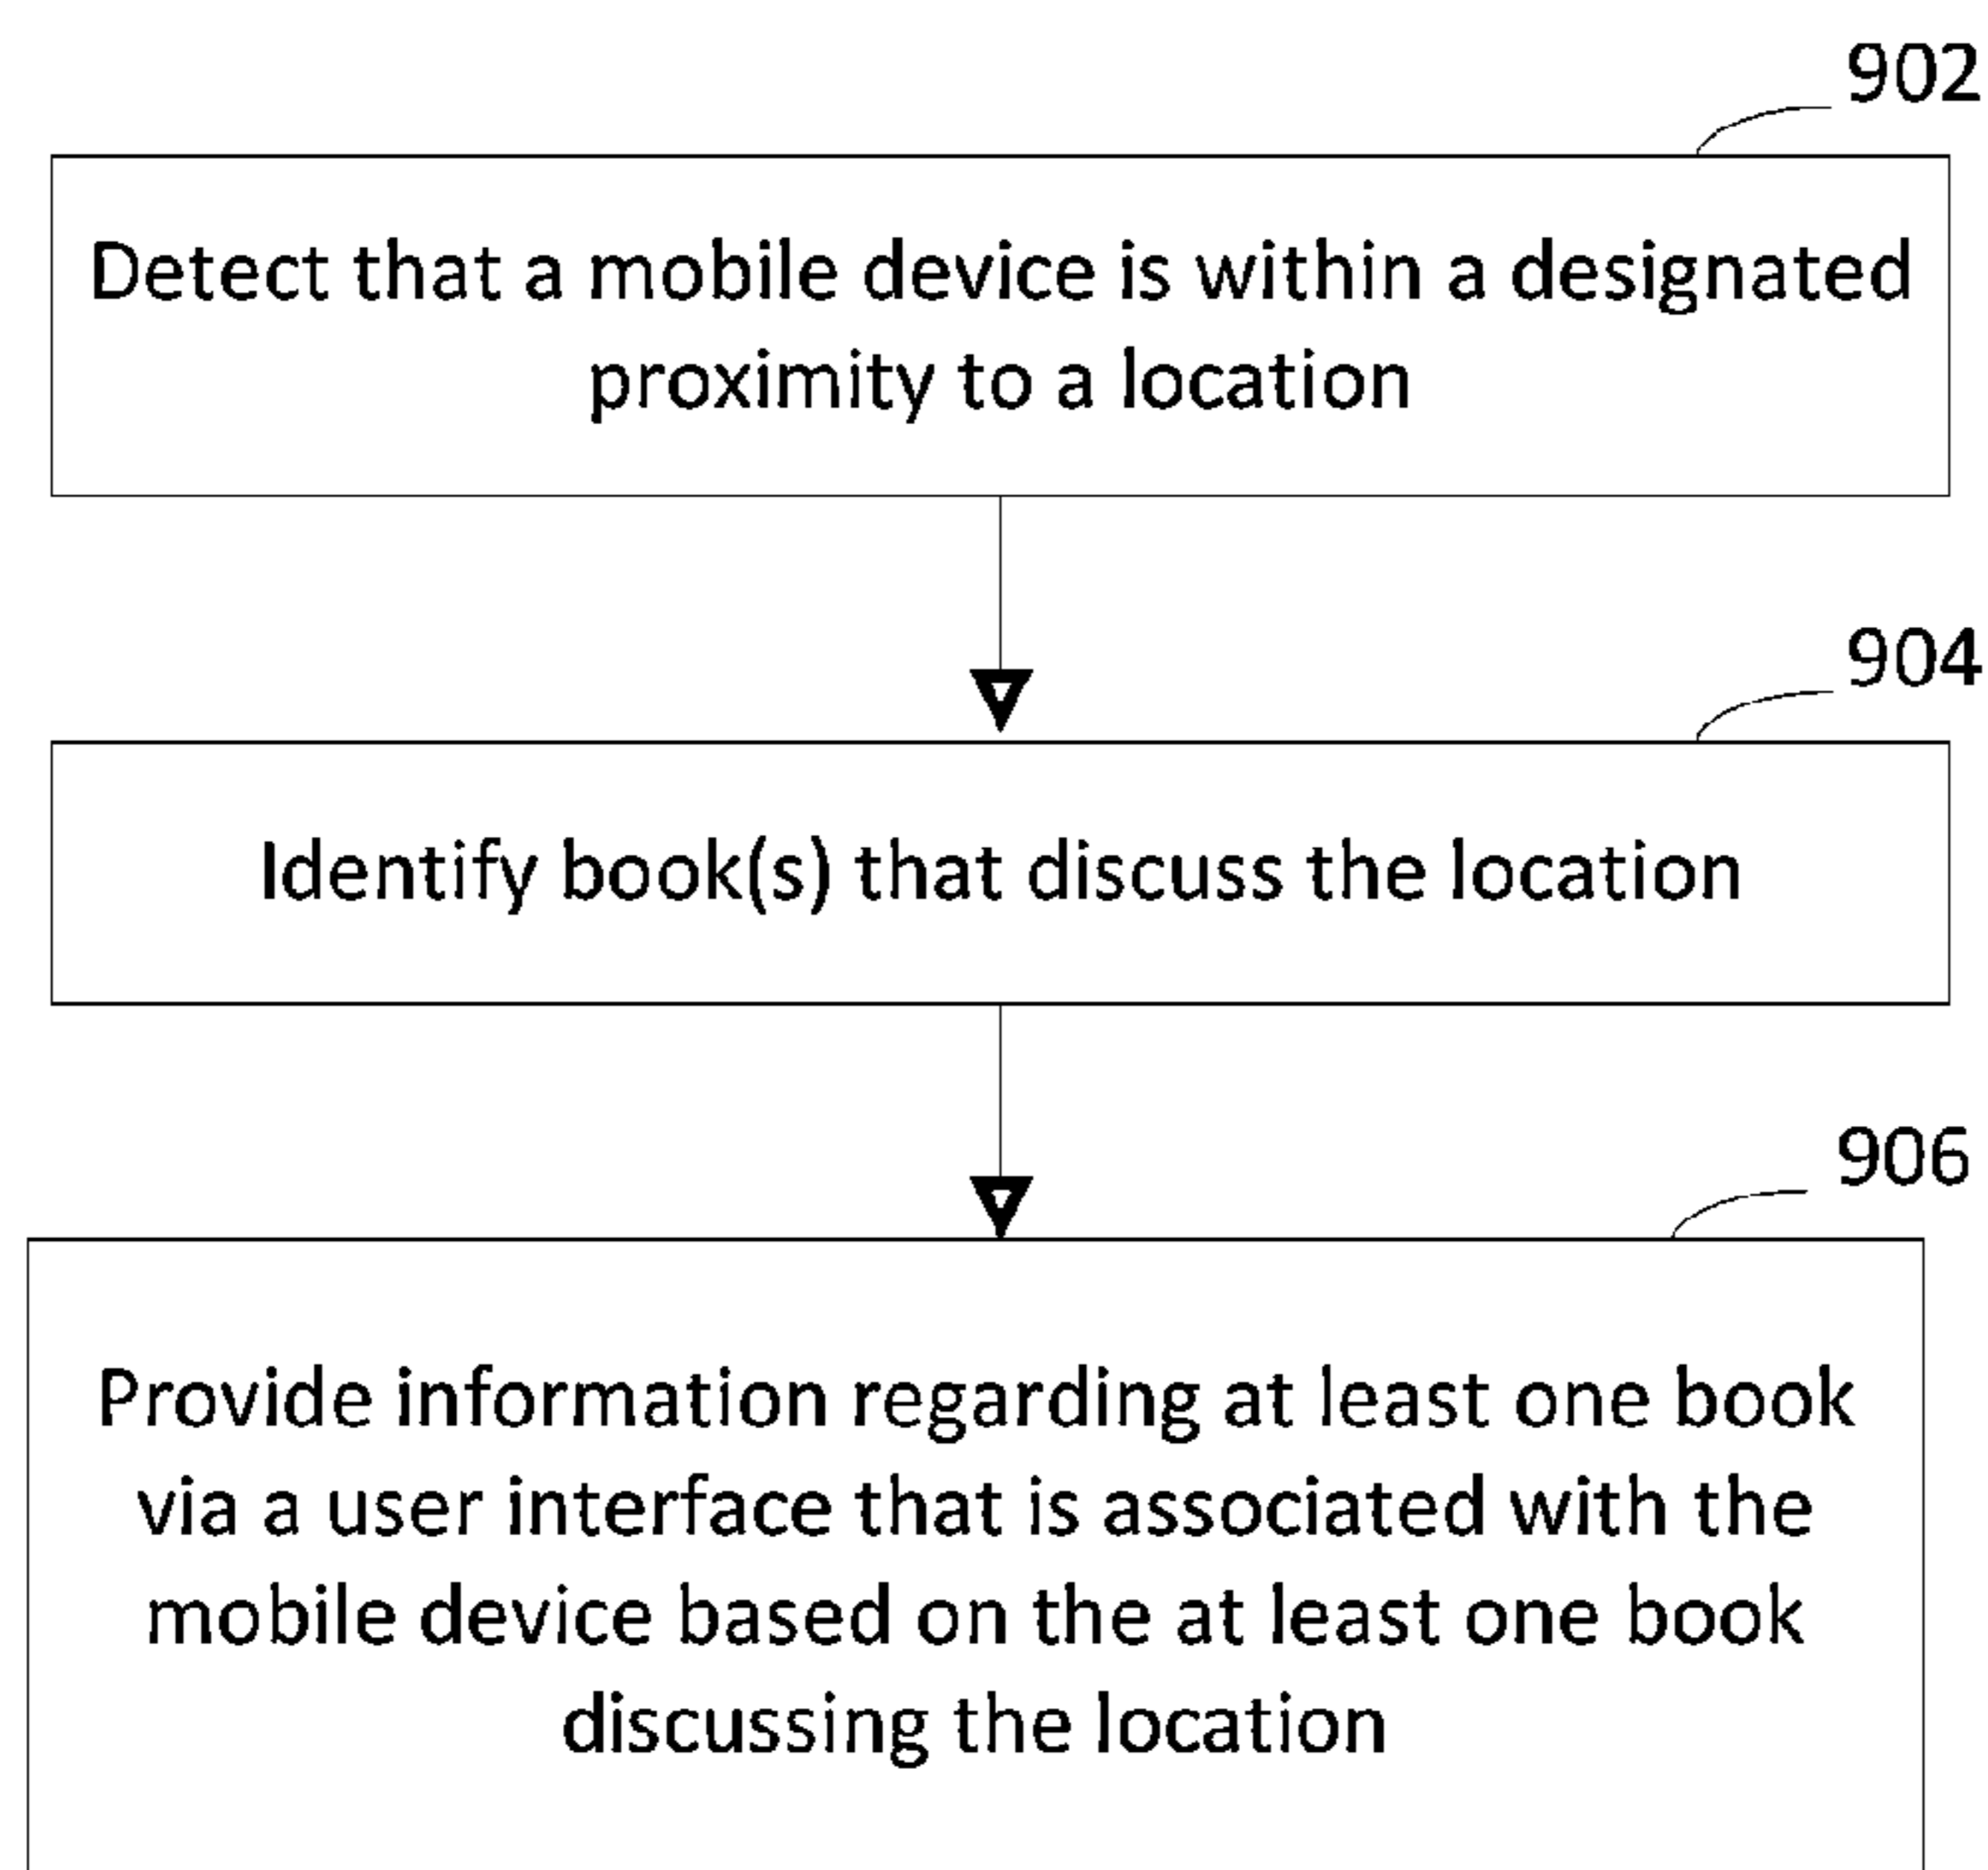 902
Detect that a mobile device is within a designated
proximity to a location
904
Identify book(s) that discuss the location
906
Provide information regarding at least one book
via a user interface that is associated with the
mobile device based on the at least one book
discussing the location